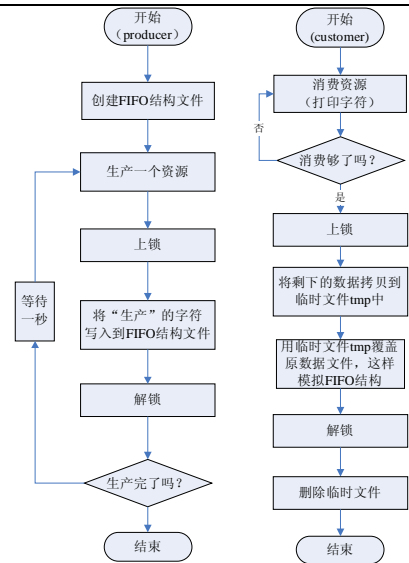 开始
（producer）
创建FIFO结构文件
生产一个资源
上锁
等待
一秒
将“生产”的字符
写入到FIFO结构文件
解锁
生产完了吗？
结束
开始
(customer)
消费资源
（打印字符）
否
消费够了吗？
是
上锁
将剩下的数据拷贝到
临时文件tmp中
用临时文件tmp覆盖
原数据文件，这样
模拟FIFO结构
解锁
删除临时文件
结束